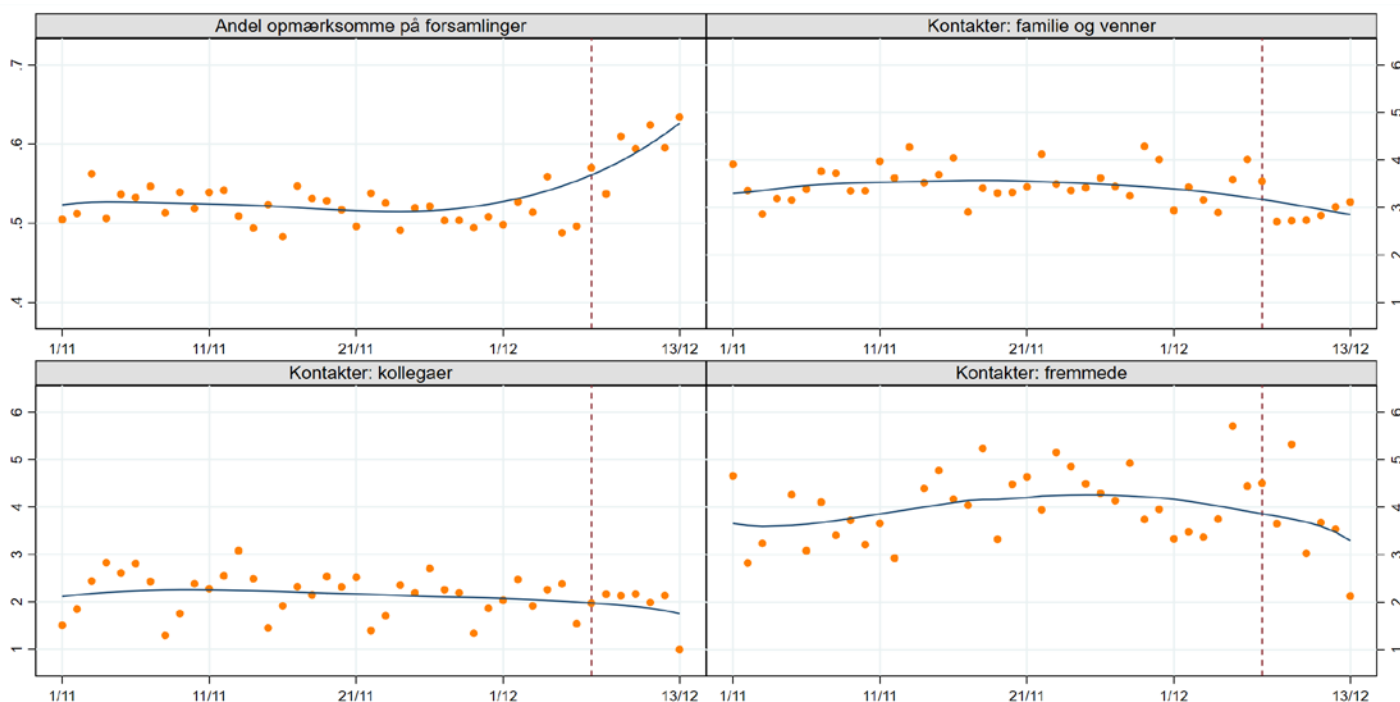 Andel opmærksomme på forsamlinger
.7
.6
.5
.4
1/11 11/11 21/11 1/12 13/12
Kontakter: familie og venner
6
5
4
3
2
1
1/11 11/11 21/11 1/12 13/12
Kontakter: kollegaer
6
5
4
3
2
1
1/11 11/11 21/11 1/12 13/12
Kontakter: fremmede
6
5
4
3
2
1
1/11 11/11 21/11 1/12 13/12